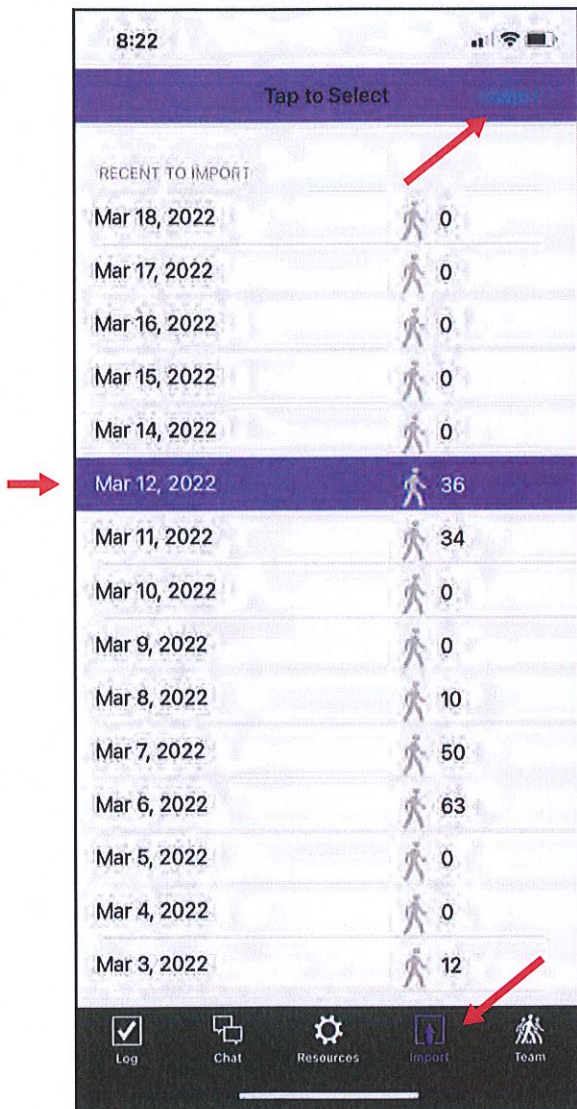 8:22
Tap to Select
RECENT TO IMPORT
Mar 18, 2022 0
Mar 17, 2022 0
Mar 16, 2022 0
Mar 15, 2022 0
Mar 14, 2022 0
Mar 12, 2022 36
Mar 11, 2022 34
Mar 10, 2022 0
Mar 9, 2022 0
Mar 8, 2022 10
Mar 7, 2022 50
Mar 6, 2022 63
Mar 5, 2022 0
Mar 4, 2022 0
Mar 3, 2022 12
Log Chat Resources Import Team